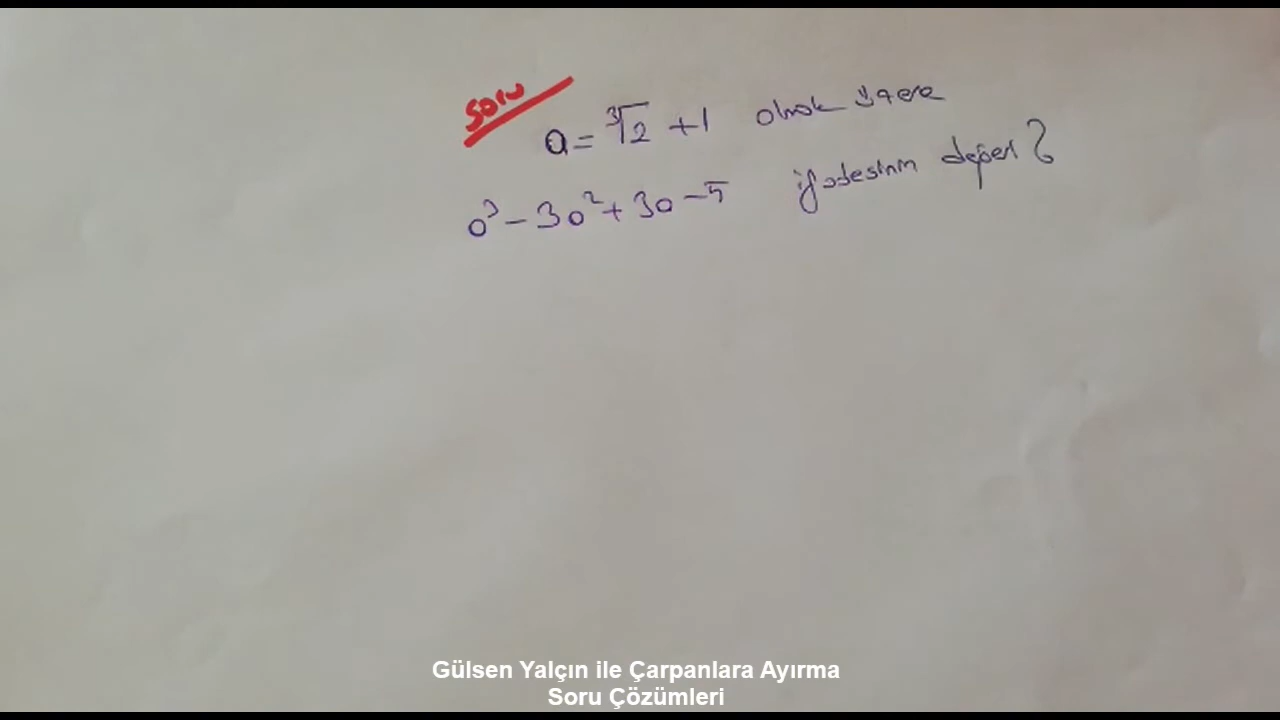 Soru
a = ∛2 + 1 olmak üzere
a³ - 3a² + 3a - 5 ifadesinin değeri ?
Gülsen Yalçın ile Çarpanlara Ayırma
Soru Çözümleri